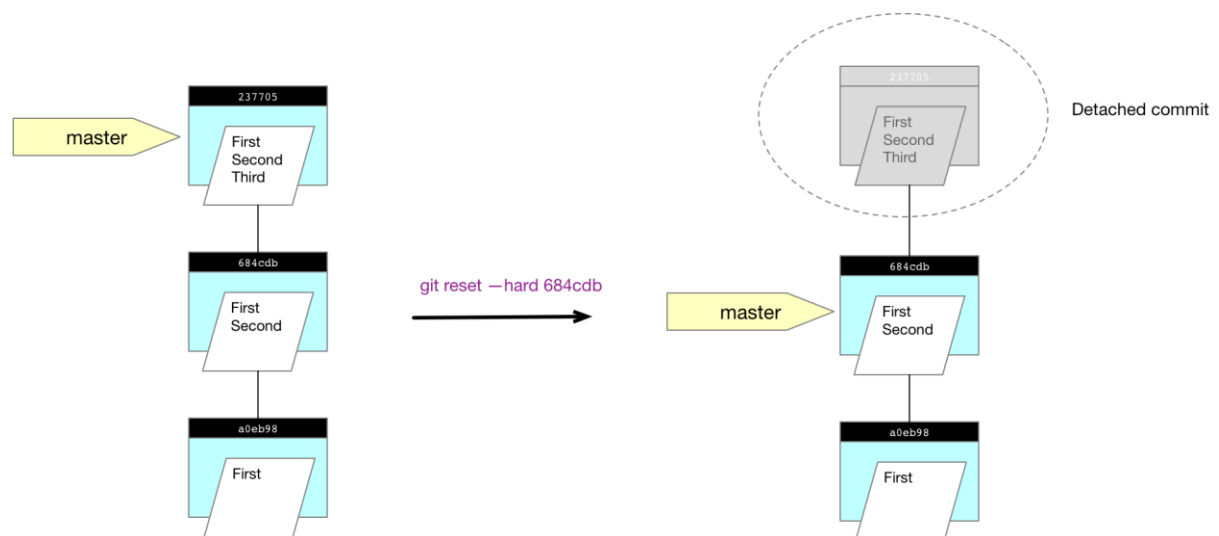 237705
master
First
Second
Third
684cdb
First
Second
a0eb98
First
git reset —hard 684cdb
237705
First
Second
Third
Detached commit
684cdb
master
First
Second
a0eb98
First